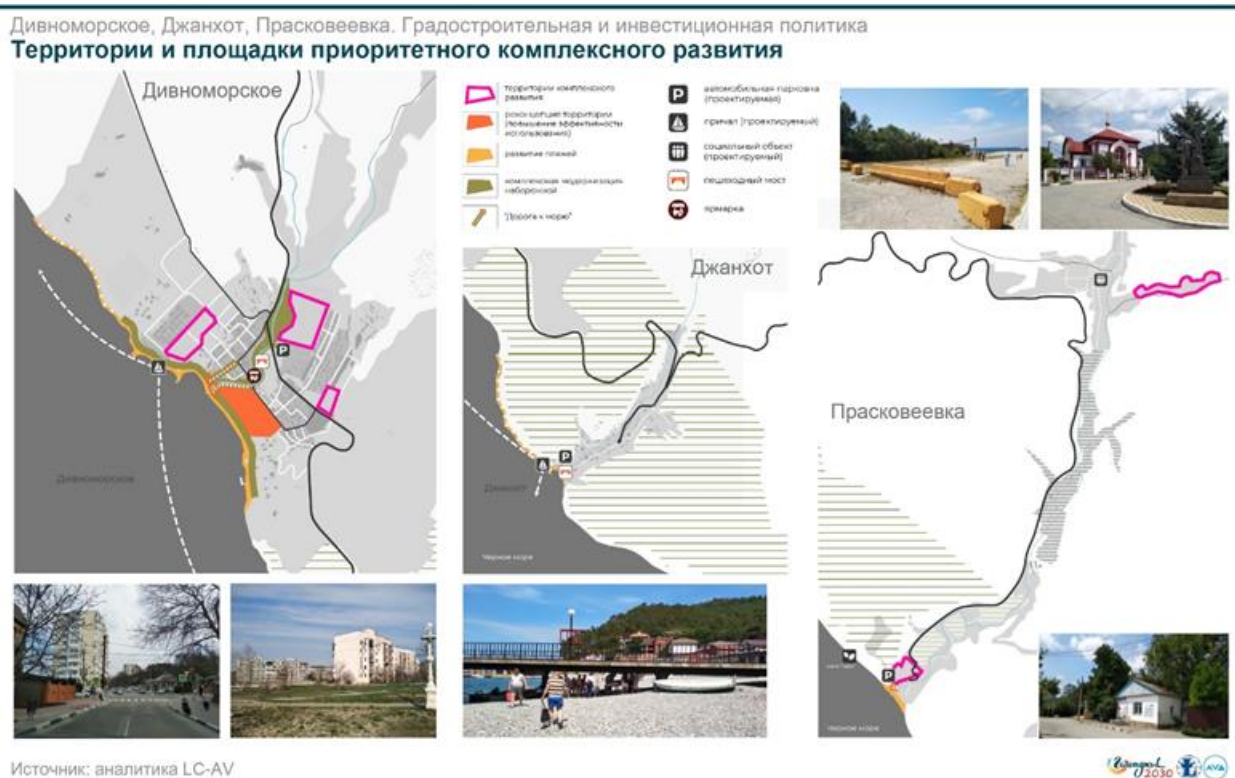 Дивноморское, Джанхот, Прасковеевка. Градостроительная и инвестиционная политика
Территории и площадки приоритетного комплексного развития
Дивноморское
территории комплексного
развития
территории
(повышение эффективности
использования)
развитие пляжей
комплексная модернизация
набережной
"Дорога к морю"
P
автомобильная парковка
(проектируемая)
причал (проектируемый)
социальный объект
(проектируемый)
пешеходный мост
ярмарка
Джанхот
Прасковеевка
P
P
P
Дивноморское
Джанхот
Черное море
Черное море
Источник: аналитика LC-AV
2030